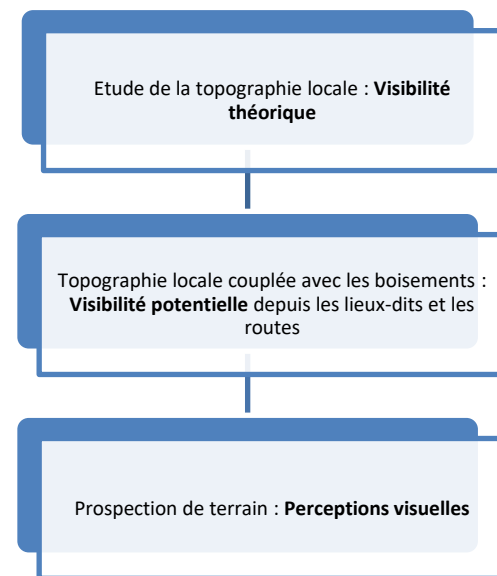 Etude de la topographie locale : Visibilité
théorique
Topographie locale couplée avec les boisements :
Visibilité potentielle depuis les lieux-dits et les
routes
Prospection de terrain : Perceptions visuelles